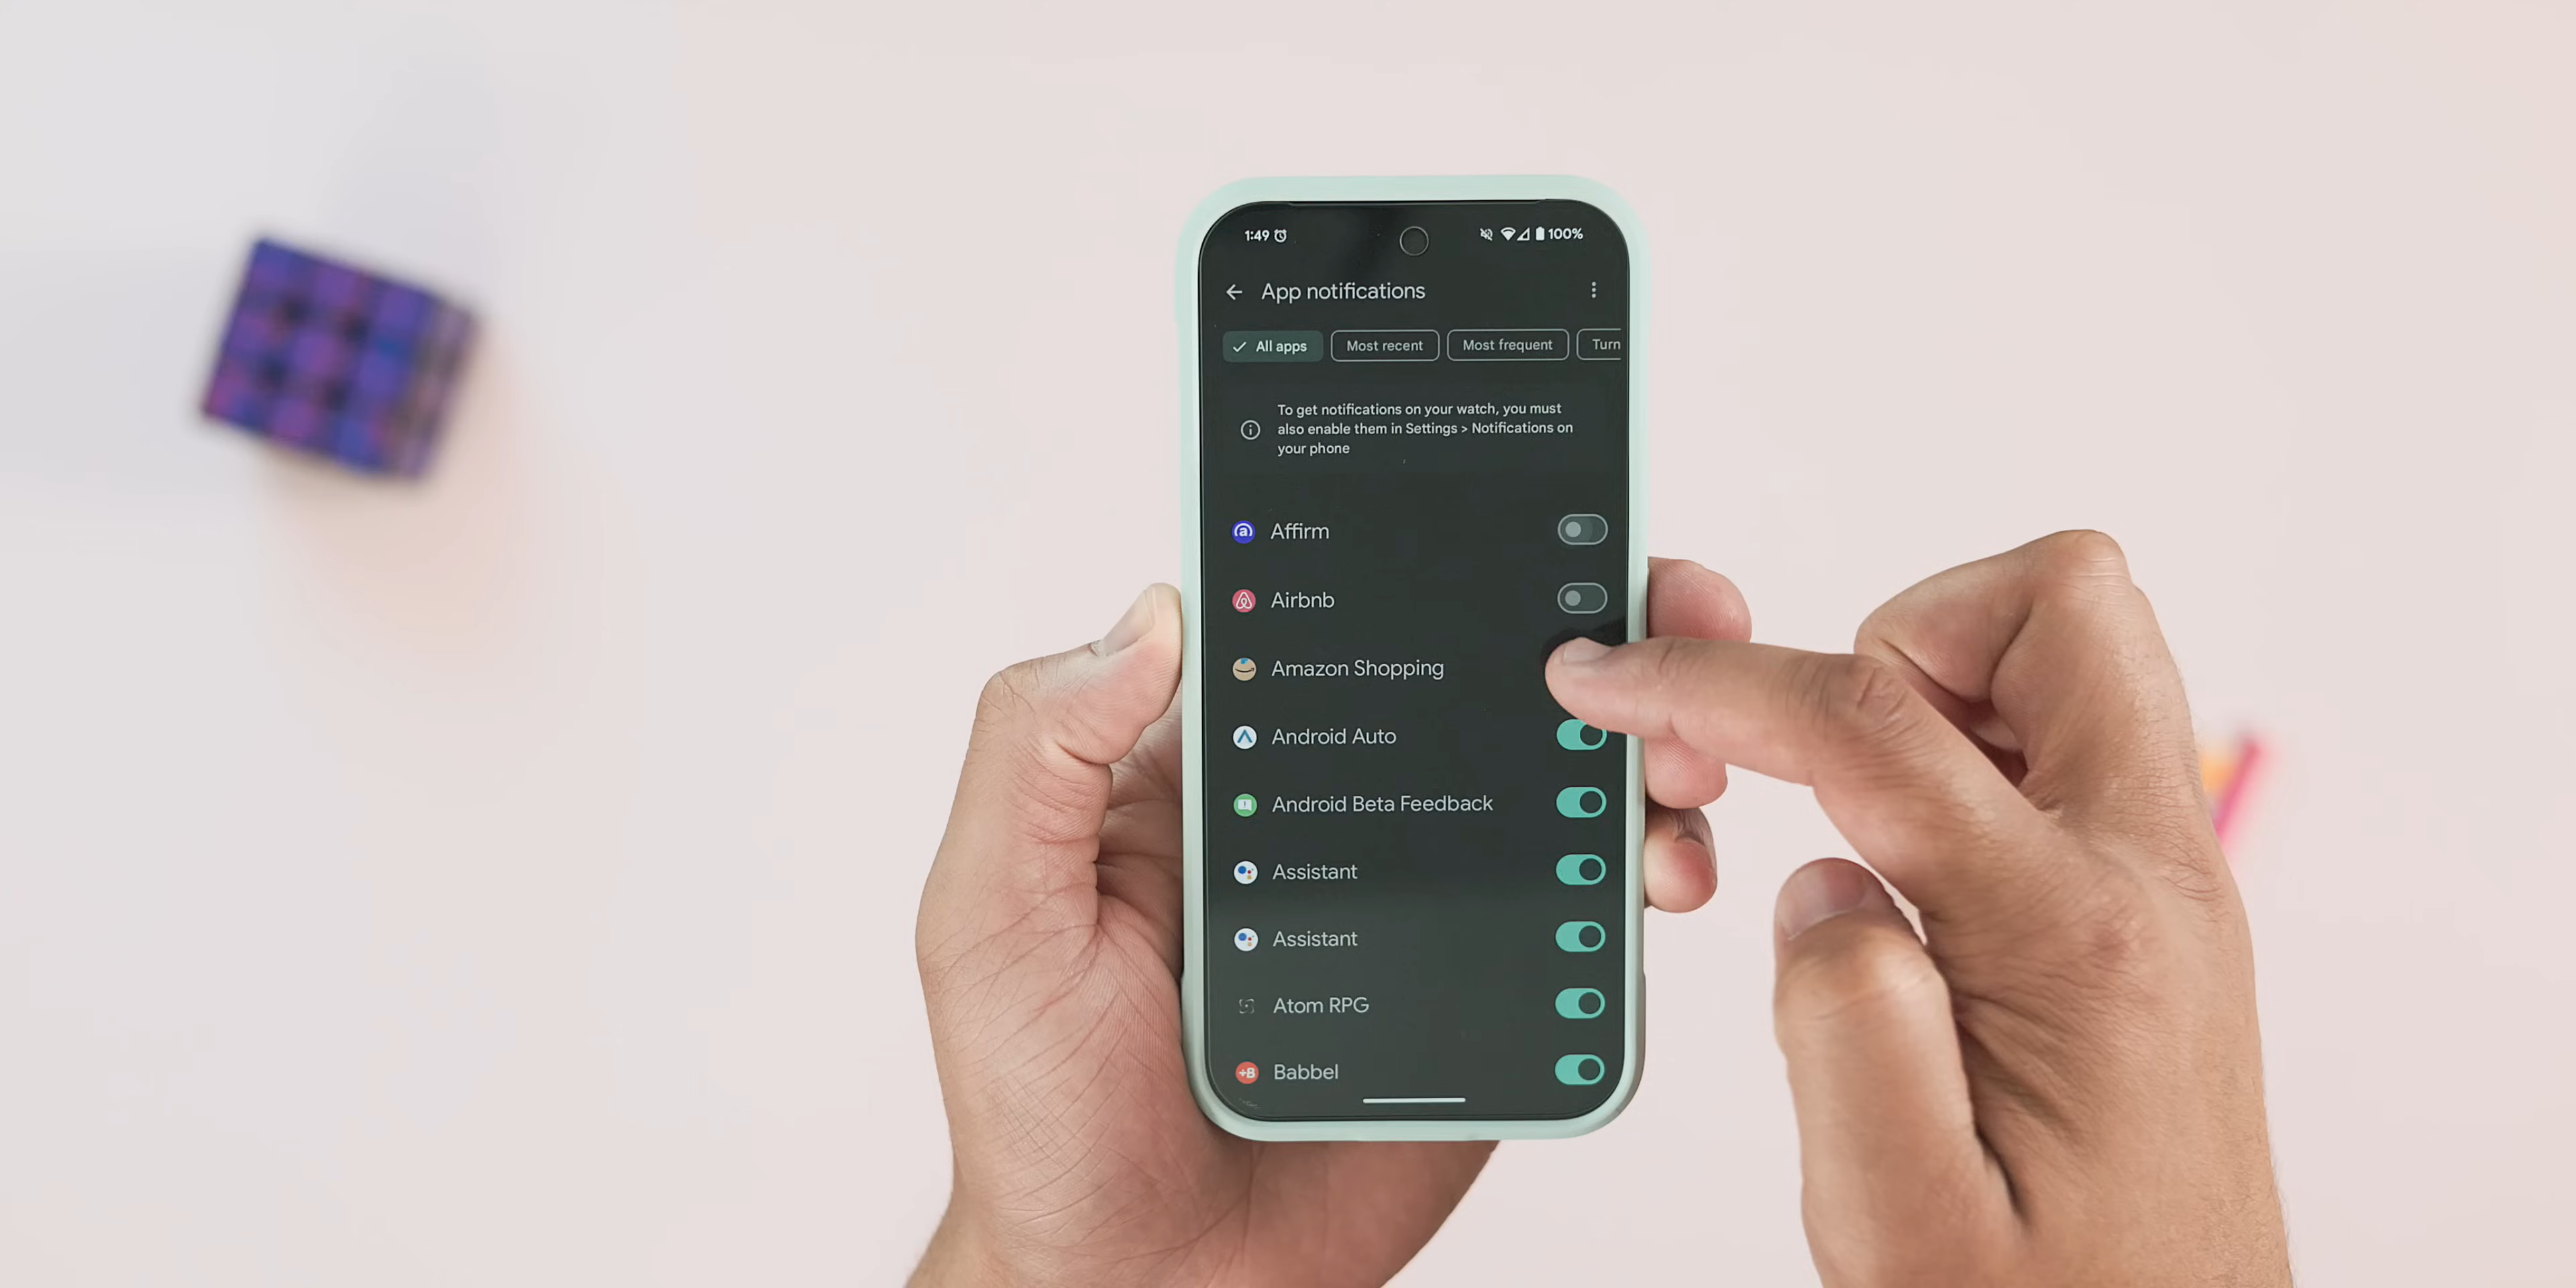 1:49 100%
App notifications
All apps Most recent Most frequent Turn
To get notifications on your watch, you must
also enable them in Settings > Notifications on
your phone
Affirm
Airbnb
Amazon Shopping
Android Auto
Android Beta Feedback
Assistant
Assistant
Atom RPG
Babbel